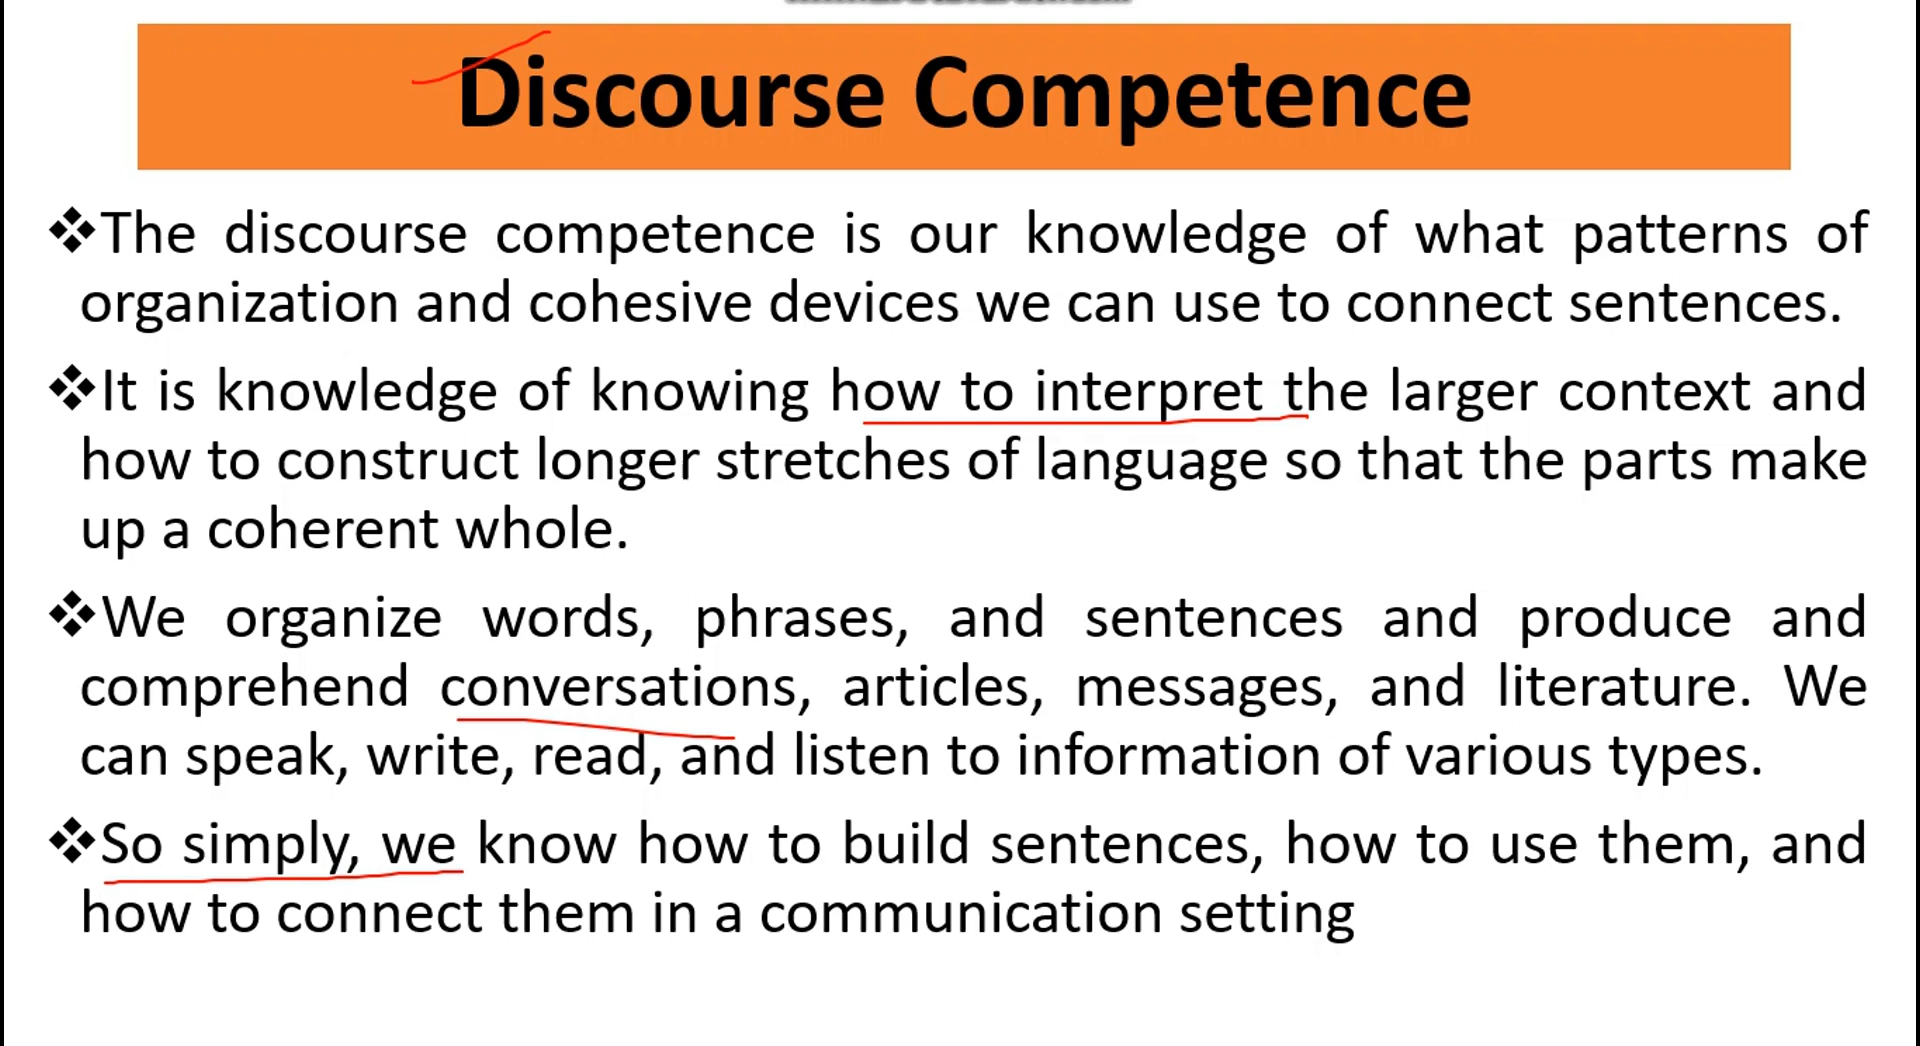 Discourse Competence
❖The discourse competence is our knowledge of what patterns of
organization and cohesive devices we can use to connect sentences.
❖It is knowledge of knowing how to interpret the larger context and
how to construct longer stretches of language so that the parts make
up a coherent whole.
❖We organize words, phrases, and sentences and produce and
comprehend conversations, articles, messages, and literature. We
can speak, write, read, and listen to information of various types.
❖So simply, we know how to build sentences, how to use them, and
how to connect them in a communication setting